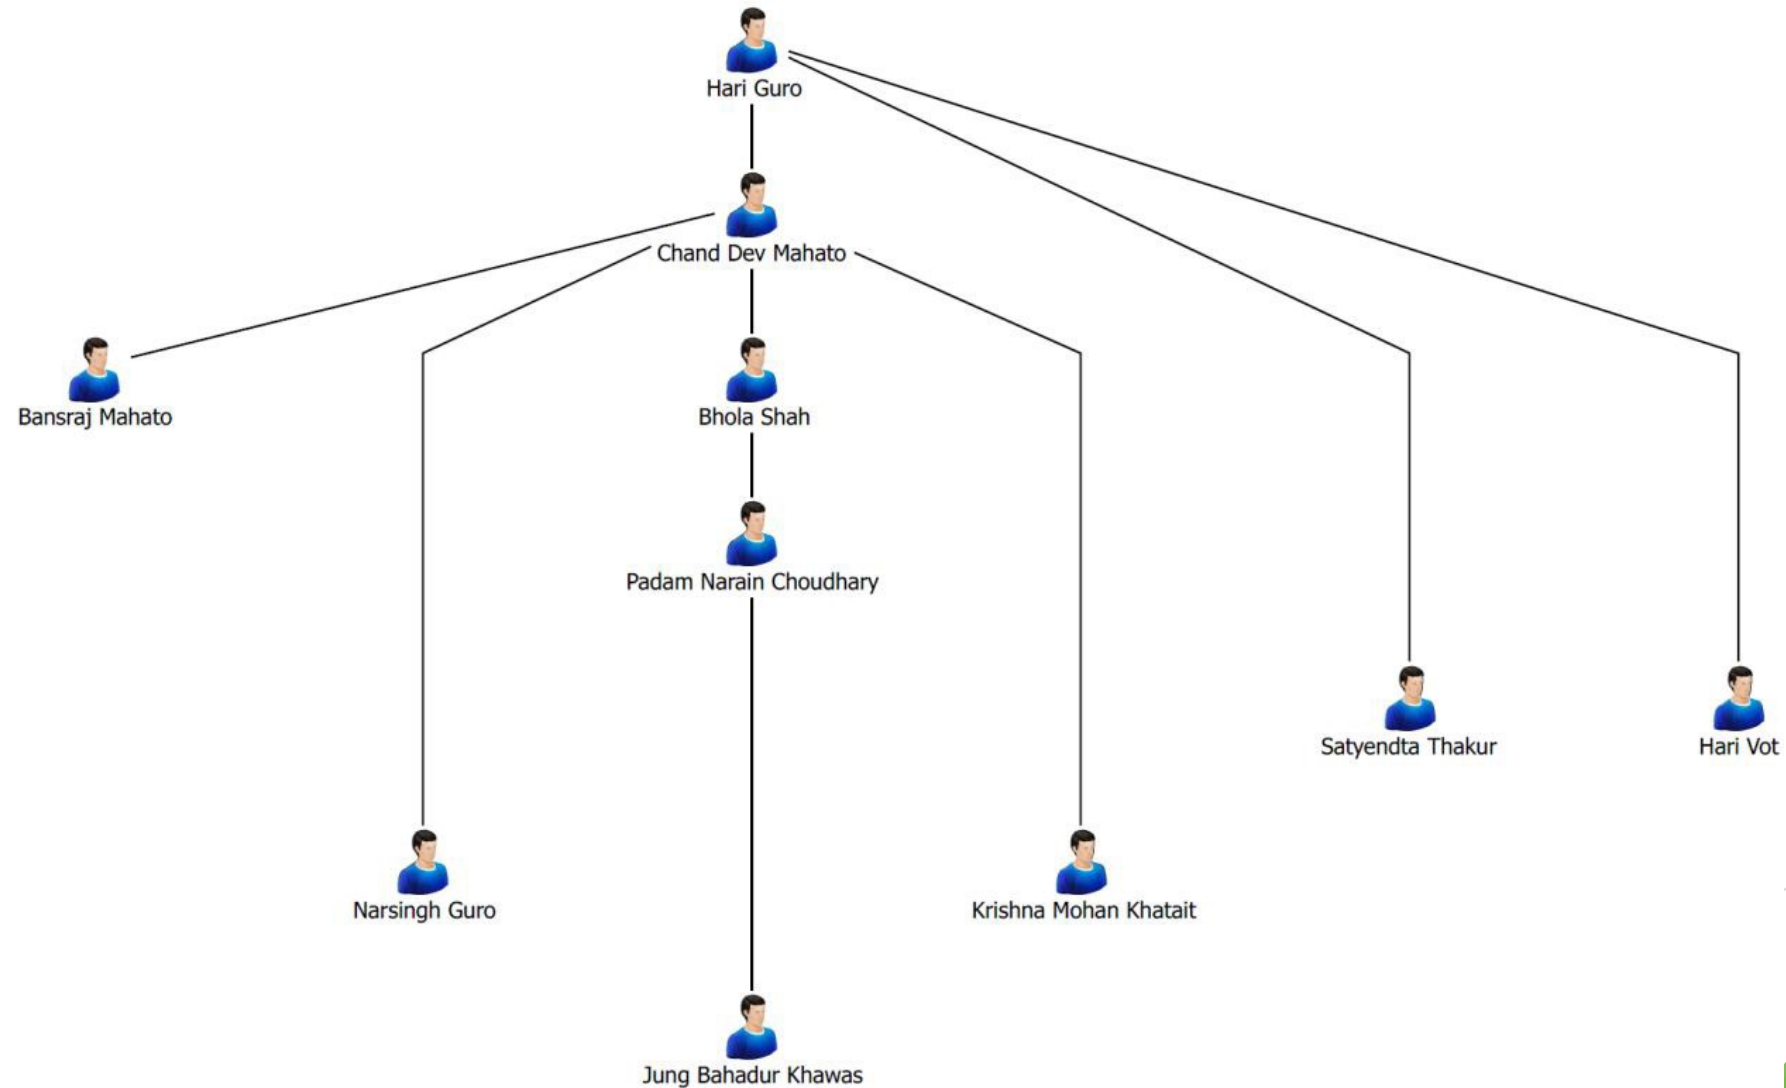 Hari Guro
Chand Dev Mahato
Bansraj Mahato
Bhola Shah
Padam Narain Choudhary
Satyendta Thakur
Hari Vot
Narsingh Guro
Krishna Mohan Khatait
Jung Bahadur Khawas